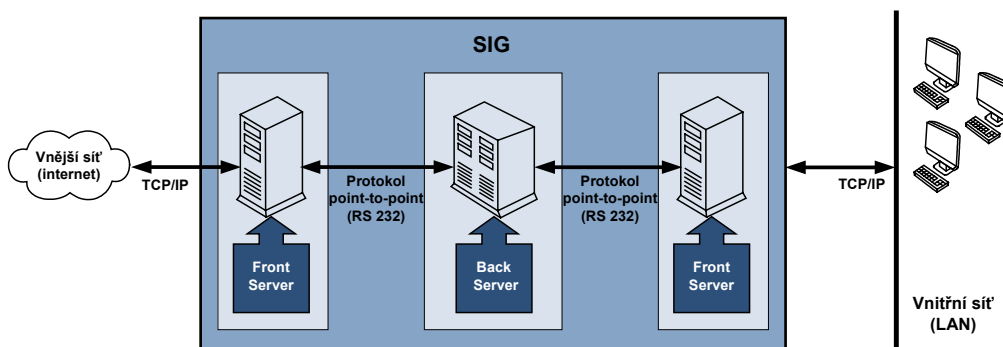 SIG
Vnější síť
(internet)
TCP/IP
Protokol
point-to-point
(RS 232)
Protokol
point-to-point
(RS 232)
TCP/IP
Front
Server
Back
Server
Front
Server
Vnitřní síť
(LAN)